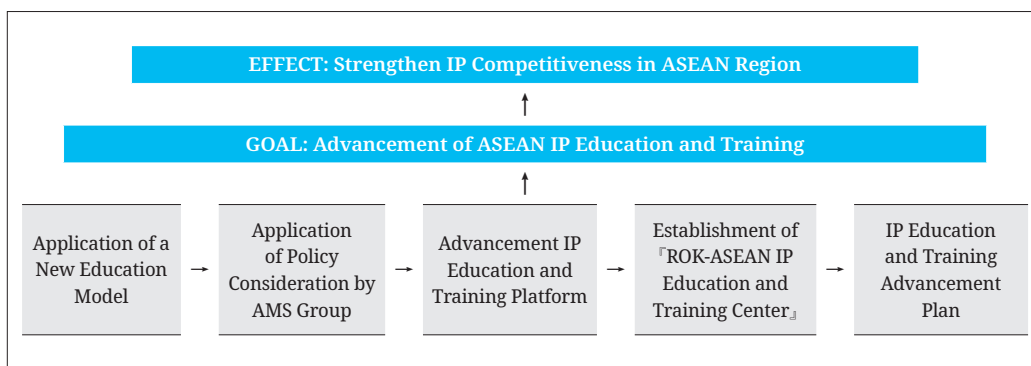 EFFECT: Strengthen IP Competitiveness in ASEAN Region
GOAL: Advancement of ASEAN IP Education and Training
Application of a
New Education
Model
Application
of Policy
Consideration by
AMS Group
Advancement IP
Education and
Training Platform
Establishment of
『ROK-ASEAN IP
Education and
Training Center』
IP Education
and Training
Advancement
Plan